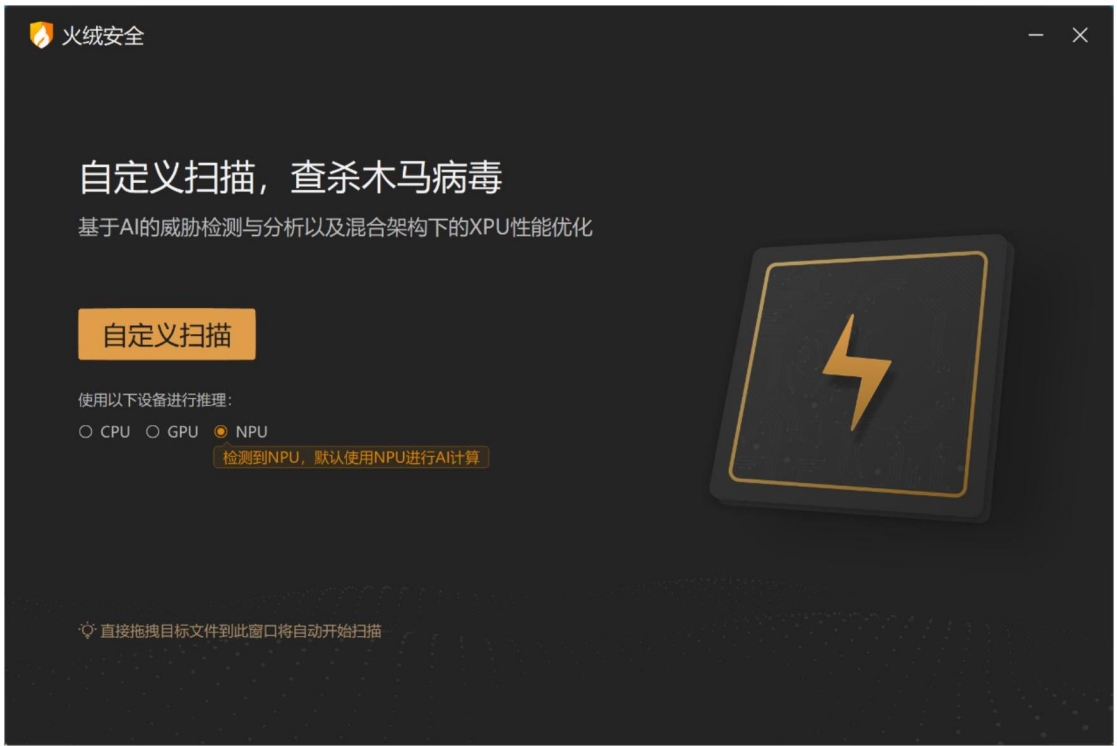 火绒安全
自定义扫描，查杀木马病毒
基于AI的威胁检测与分析以及混合架构下的XPU性能优化
自定义扫描
使用以下设备进行推理：
CPU GPU NPU
检测到NPU，默认使用NPU进行AI计算
直接拖拽目标文件到此窗口将自动开始扫描